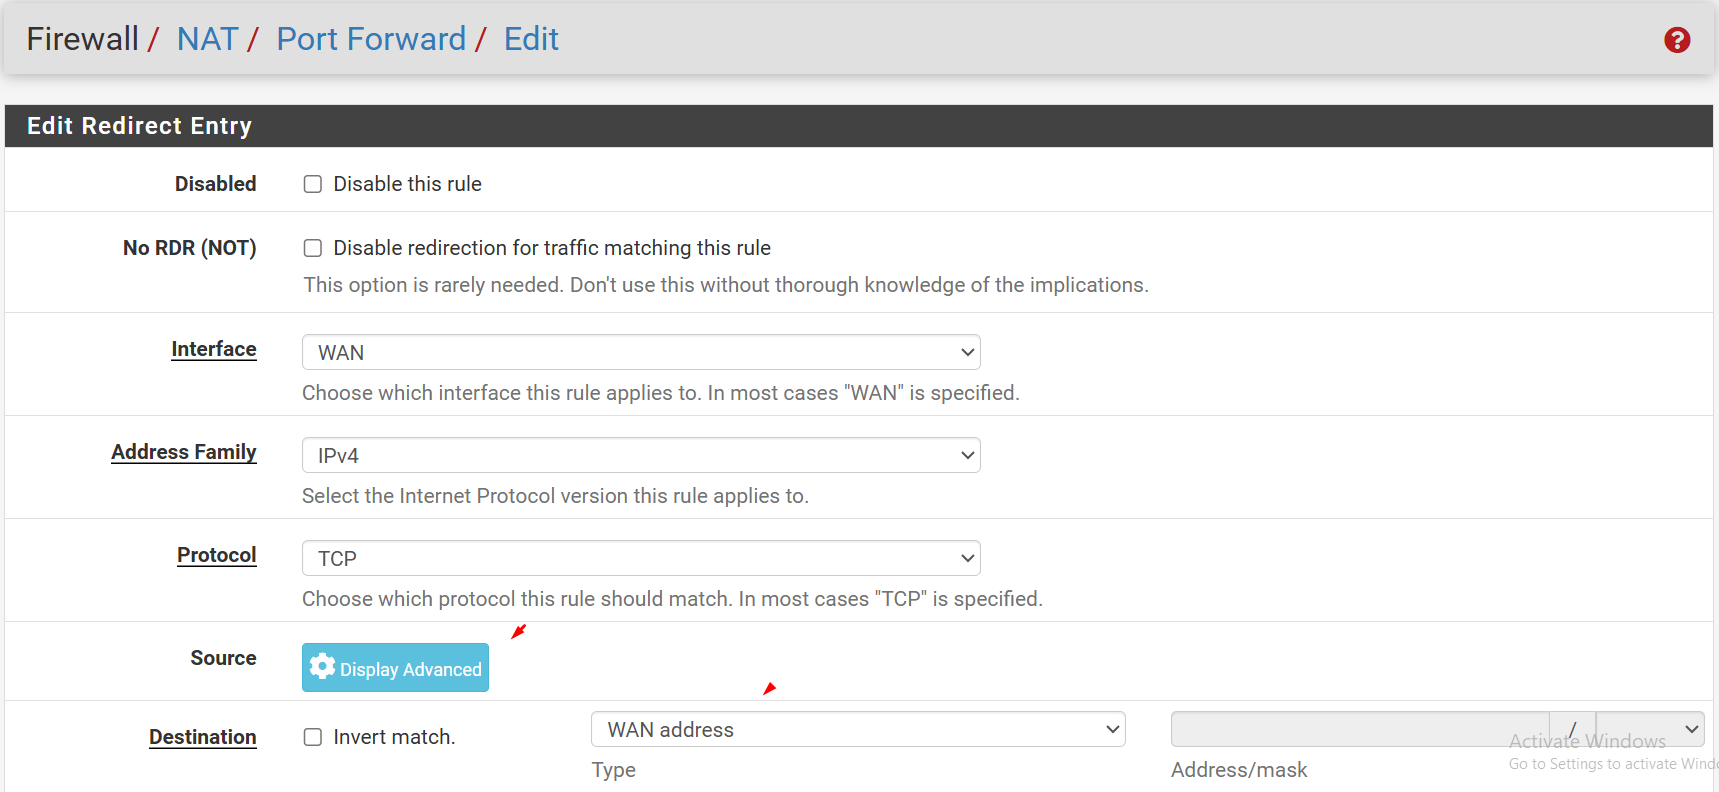 Firewall / NAT / Port Forward / Edit
Edit Redirect Entry
Disabled Disable this rule
No RDR (NOT) Disable redirection for traffic matching this rule
This option is rarely needed. Don't use this without thorough knowledge of the implications.
Interface WAN
Choose which interface this rule applies to. In most cases "WAN" is specified.
Address Family IPv4
Select the Internet Protocol version this rule applies to.
Protocol TCP
Choose which protocol this rule should match. In most cases "TCP" is specified.
Source Display Advanced
Destination Invert match. WAN address /
Type Address/mask
Activate Windows
Go to Settings to activate Wind